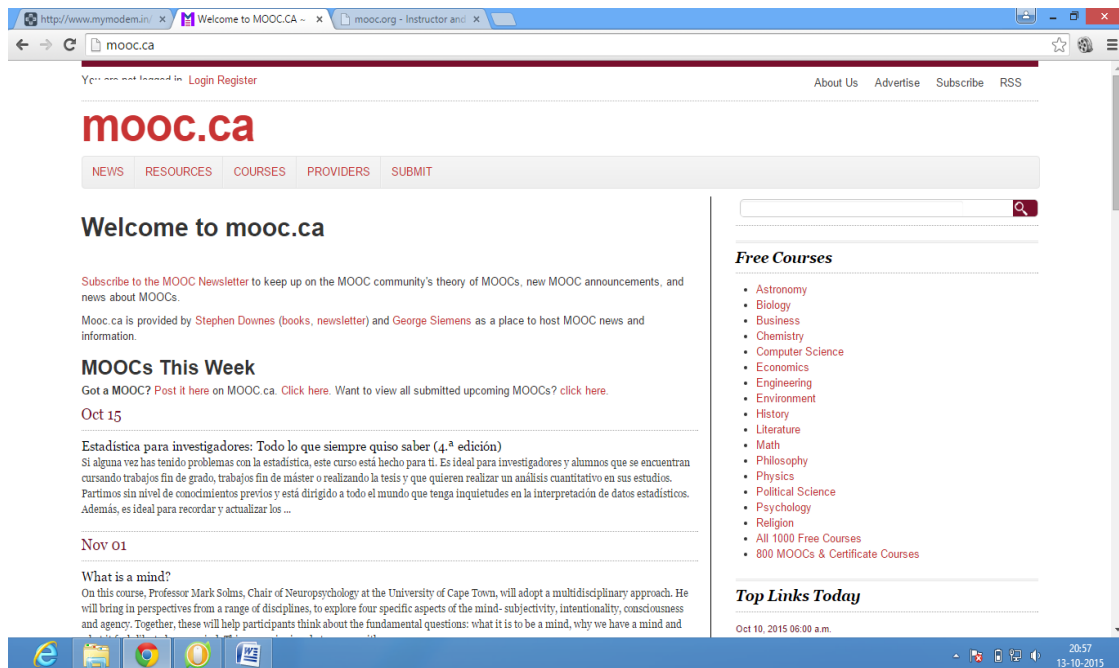 http://www.mymodem.in/
Welcome to MOOC.CA ~
mooc.org - Instructor and
mooc.ca
You are not logged in. Login Register
About Us Advertise Subscribe RSS
mooc.ca
NEWS RESOURCES COURSES PROVIDERS SUBMIT
Welcome to mooc.ca
Subscribe to the MOOC Newsletter to keep up on the MOOC community's theory of MOOCs, new MOOC announcements, and
news about MOOCs.
Mooc.ca is provided by Stephen Downes (books, newsletter) and George Siemens as a place to host MOOC news and
information.
MOOCs This Week
Got a MOOC? Post it here on MOOC.ca. Click here. Want to view all submitted upcoming MOOCs? click here.
Oct 15
Estadística para investigadores: Todo lo que siempre quiso saber (4.ª edición)
Si alguna vez has tenido problemas con la estadística, este curso está hecho para ti. Es ideal para investigadores y alumnos que se encuentran
cursando trabajos fin de grado, trabajos fin de máster o realizando la tesis y que quieren realizar un análisis cuantitativo en sus estudios.
Partimos sin nivel de conocimientos previos y está dirigido a todo el mundo que tenga inquietudes en la interpretación de datos estadísticos.
Además, es ideal para recordar y actualizar los ...
Nov 01
What is a mind?
On this course, Professor Mark Solms, Chair of Neuropsychology at the University of Cape Town, will adopt a multidisciplinary approach. He
will bring in perspectives from a range of disciplines, to explore four specific aspects of the mind- subjectivity, intentionality, consciousness
and agency. Together, these will help participants think about the fundamental questions: what it is to be a mind, why we have a mind and
Free Courses
Astronomy
Biology
Business
Chemistry
Computer Science
Economics
Engineering
Environment
History
Literature
Math
Philosophy
Physics
Political Science
Psychology
Religion
All 1000 Free Courses
800 MOOCs & Certificate Courses
Top Links Today
Oct 10, 2015 06:00 a.m.
20:57
13-10-2015